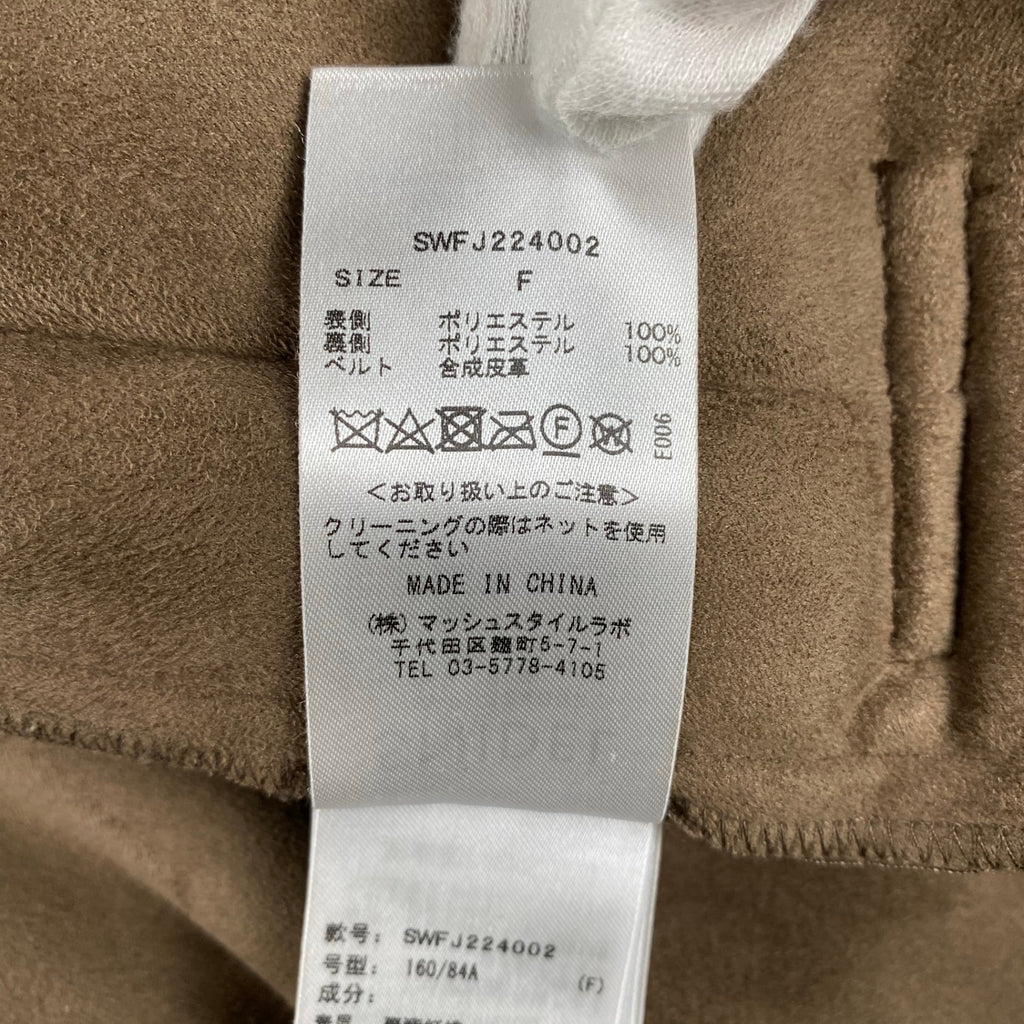 SWFJ224002
SIZE F
表側 ポリエステル 100%
裏側 ポリエステル 100%
ベルト 合成皮革
F
W
E006
<お取り扱い上のご注意>
クリーニングの際はネットを使用
してください
MADE IN CHINA
(株)マッシュスタイルラボ
千代田区麹町5-7-1
TEL 03-5778-4105
款号: SWFJ224002
号型: 160/84A (F)
成分: